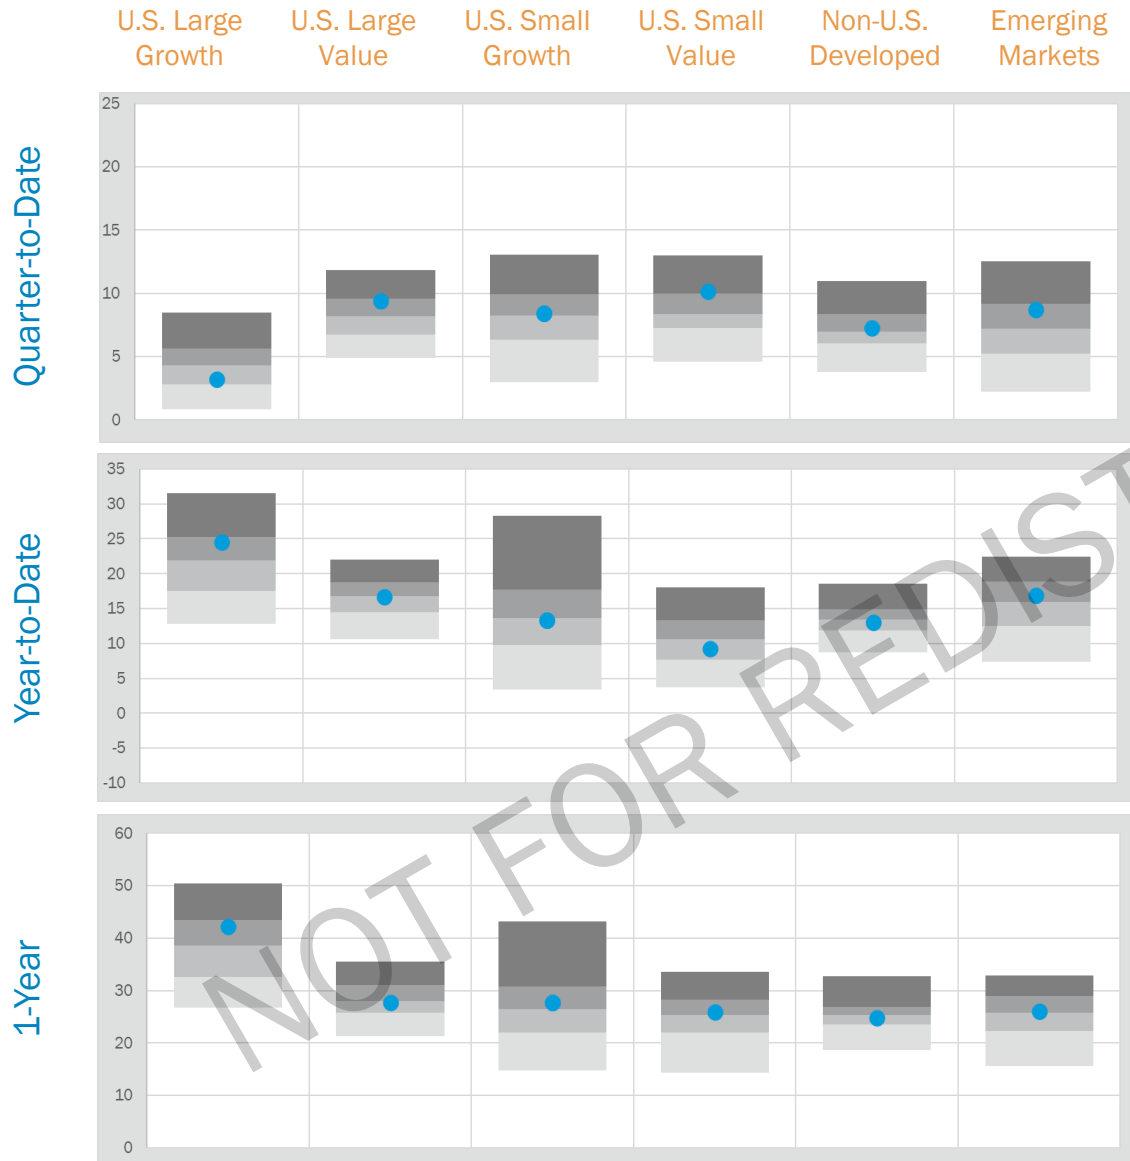 U.S. Large
Growth
U.S. Large
Value
U.S. Small
Growth
U.S. Small
Value
Non-U.S.
Developed
Emerging
Markets
Quarter-to-Date
25
20
15
10
5
0
Year-to-Date
35
30
25
20
15
10
5
0
-5
-10
1-Year
60
50
40
30
20
10
0
NOT FOR REDIST